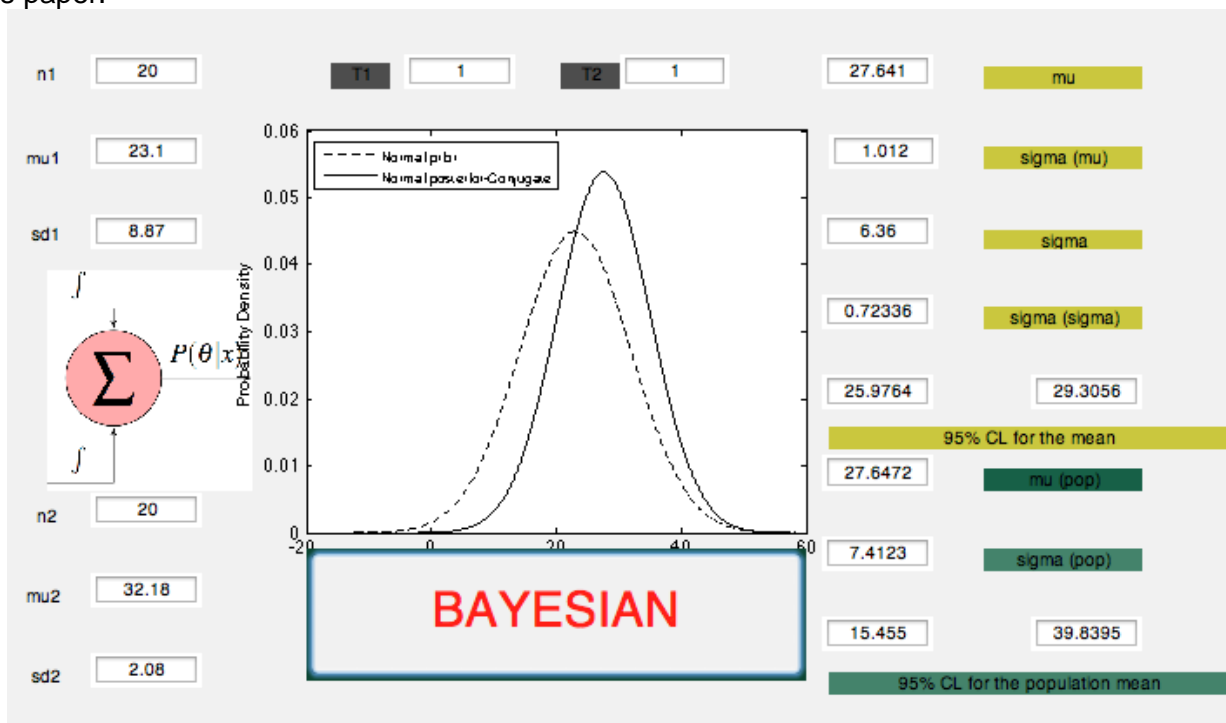 s paper.
n1 20
T1 1 T2 1
27.641 mu
mu1 23.1
1.012 sigma (mu)
sd1 8.87
6.36 sigma
0.72336 sigma (sigma)
25.9764 29.3056
95% CL for the mean
27.6472 mu (pop)
7.4123 sigma (pop)
15.455 39.8395
95% CL for the population mean
∫
Σ
P(θ|x)
∫
n2 20
mu2 32.18
sd2 2.08
Probability Density
0.06
0.05
0.04
0.03
0.02
0.01
0
-20 0 20 40 60
Normal prior
Normal posterior-Conjugate
BAYESIAN